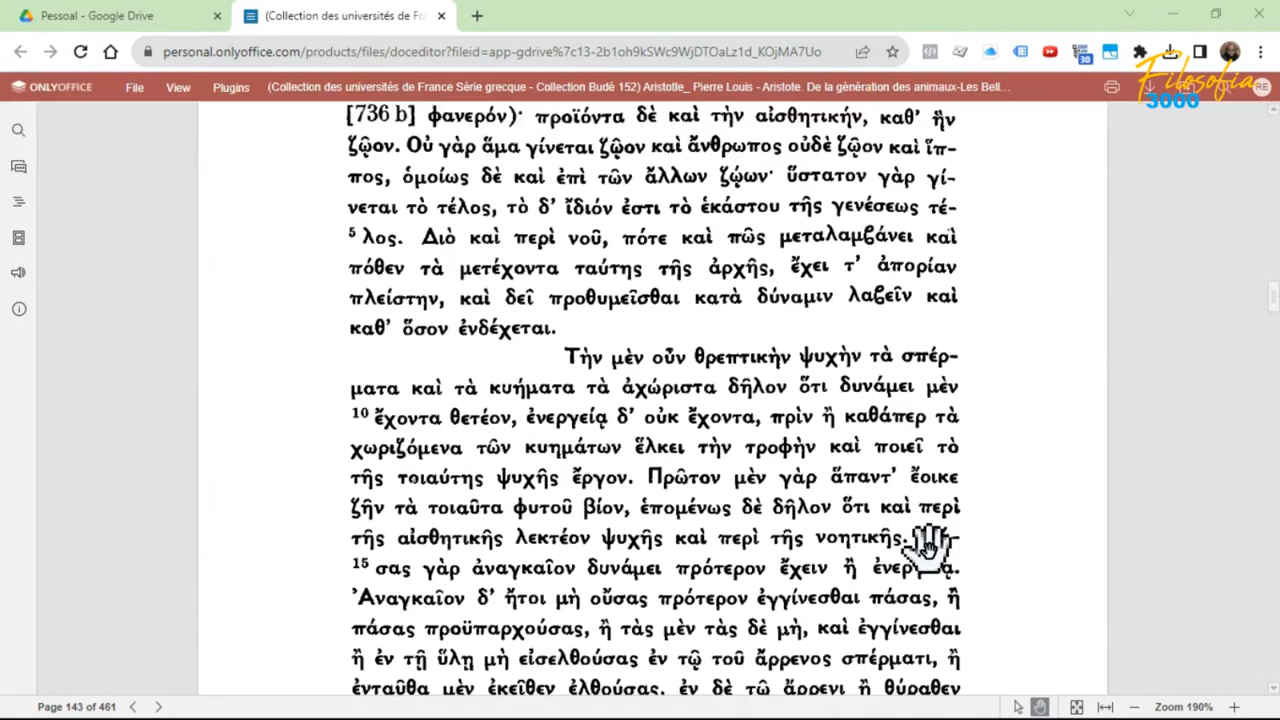 Pessoal - Google Drive
(Collection des universités de Fr
personal.onlyoffice.com/products/files/doceditor?fileid=app-gdrive%7c13-2b1oh9kSWc9WjDTOaLz1d_KOjMA7Uo
30
Filosofia
3000
ONLYOFFICE File View Plugins (Collection des universités de France Série grecque - Collection Budé 152) Aristotle_ Pierre Louis - Aristote. De la génération des animaux-Les Bell... RE
[736 b] φανερόν)· προϊόντα δὲ καὶ τὴν αἰσθητικήν, καθ’ ἣν
ζῷον. Οὐ γὰρ ἅμα γίνεται ζῷον καὶ ἄνθρωπος οὐδὲ ζῷον καὶ ἵπ-
πος, ὁμοίως δὲ καὶ ἐπὶ τῶν ἄλλων ζῴων· ὕστατον γὰρ γί-
νεται τὸ τέλος, τὸ δ’ ἴδιόν ἐστι τὸ ἑκάστου τῆς γενέσεως τέ-
5 λος. Διὸ καὶ περὶ νοῦ, πότε καὶ πῶς μεταλαμϐάνει καὶ
πόθεν τὰ μετέχοντα ταύτης τῆς ἀρχῆς, ἔχει τ’ ἀπορίαν
πλείστην, καὶ δεῖ προθυμεῖσθαι κατὰ δύναμιν λαϐεῖν καὶ
καθ’ ὅσον ἐνδέχεται.
Τὴν μὲν οὖν θρεπτικὴν ψυχὴν τὰ σπέρ-
ματα καὶ τὰ κυήματα τὰ ἀχώριστα δῆλον ὅτι δυνάμει μὲν
10 ἔχοντα θετέον, ἐνεργείᾳ δ’ οὐκ ἔχοντα, πρὶν ἢ καθάπερ τὰ
χωριζόμενα τῶν κυημάτων ἕλκει τὴν τροφὴν καὶ ποιεῖ τὸ
τῆς τοιαύτης ψυχῆς ἔργον. Πρῶτον μὲν γὰρ ἅπαντ’ ἔοικε
ζῆν τὰ τοιαῦτα φυτοῦ βίον, ἑπομένως δὲ δῆλον ὅτι καὶ περὶ
τῆς αἰσθητικῆς λεκτέον ψυχῆς καὶ περὶ τῆς νοητικῆς.
15 σας γὰρ ἀναγκαῖον δυνάμει πρότερον ἔχειν ἢ
Ἀναγκαῖον δ’ ἤτοι μὴ οὔσας πρότερον ἐγγίνεσθαι πάσας, ἢ
πάσας προϋπαρχούσας, ἢ τὰς μὲν τὰς δὲ μὴ, καὶ ἐγγίνεσθαι
ἢ ἐν τῇ ὕλῃ μὴ εἰσελθούσας ἐν τῷ τοῦ ἄρρενος σπέρματι, ἢ
ἐνταῦθα μὲν ἐκεῖθεν ἐλθούσας, ἐν δὲ τῷ ἄρρενι ἢ θύραθεν
Page 143 of 461 Zoom 190%